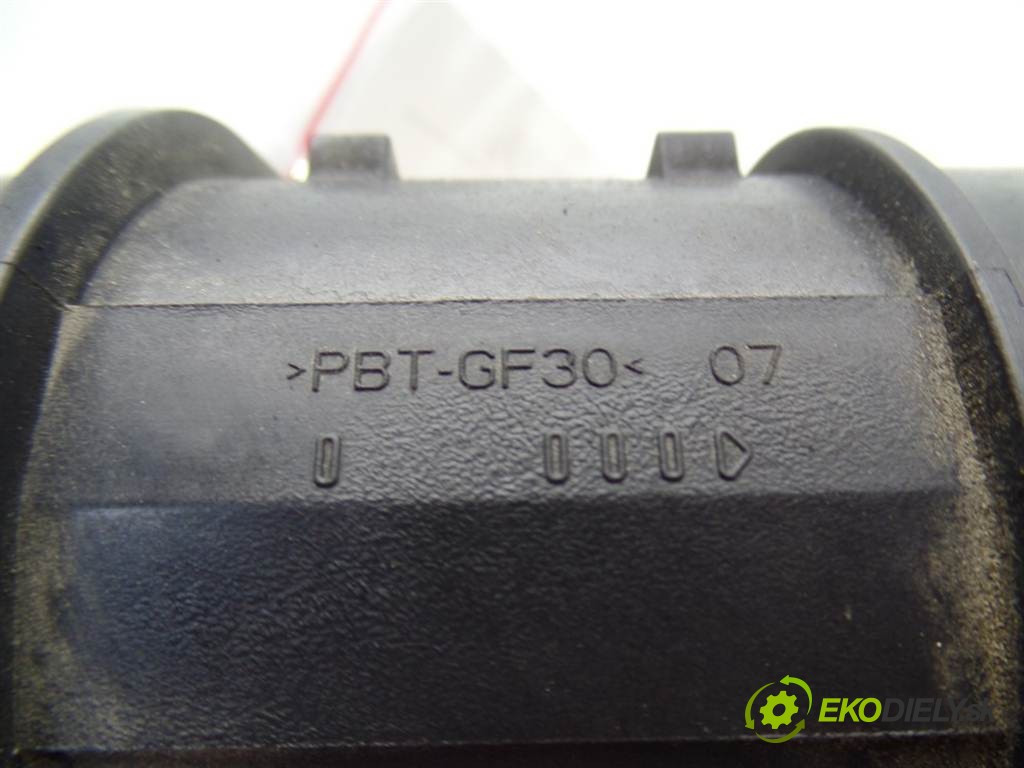 >PBT-GF30< 07
0 000▷
EKODIELY.sk